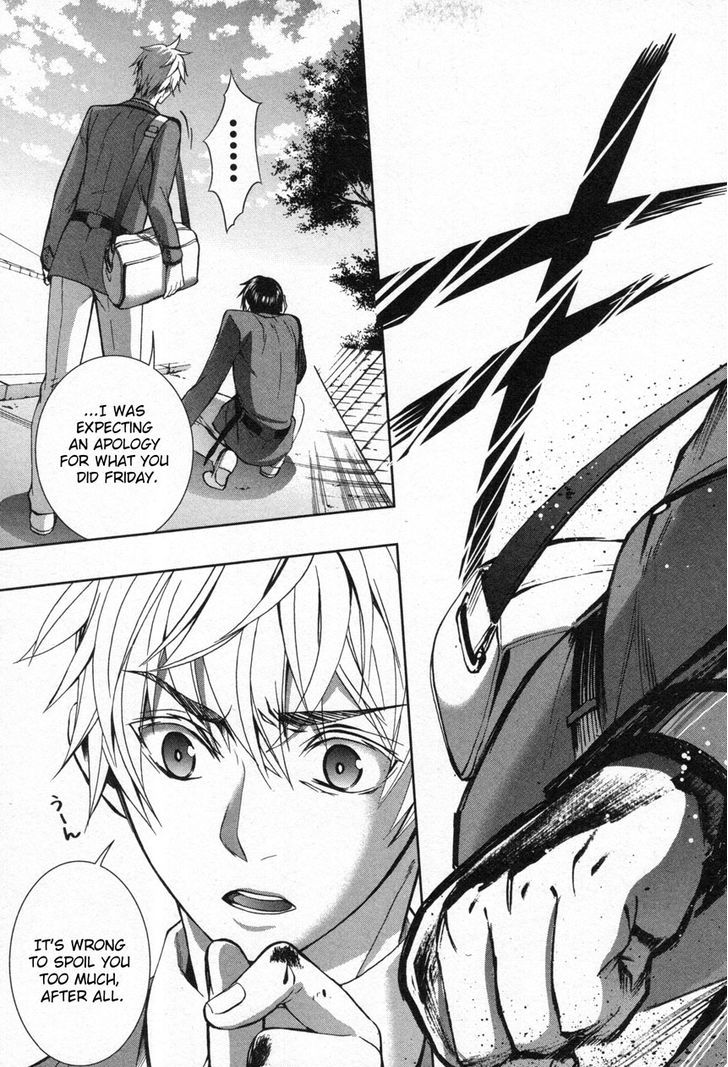 ……
...I WAS
EXPECTING
AN APOLOGY
FOR WHAT YOU
DID FRIDAY.
うーん
IT'S WRONG
TO SPOIL YOU
TOO MUCH,
AFTER ALL.